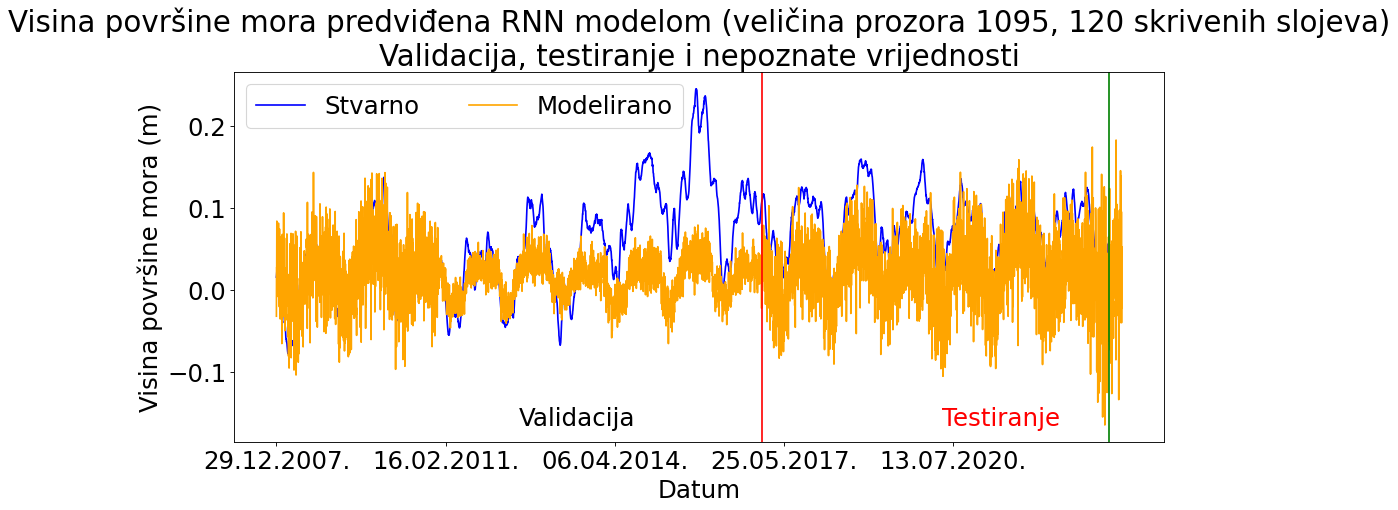 Visina površine mora predviđena RNN modelom (veličina prozora 1095, 120 skrivenih slojeva)
Validacija, testiranje i nepoznate vrijednosti
Stvarno Modelirano
Visina površine mora (m)
0.2
0.1
0.0
−0.1
Validacija Testiranje
29.12.2007. 16.02.2011. 06.04.2014. 25.05.2017. 13.07.2020.
Datum